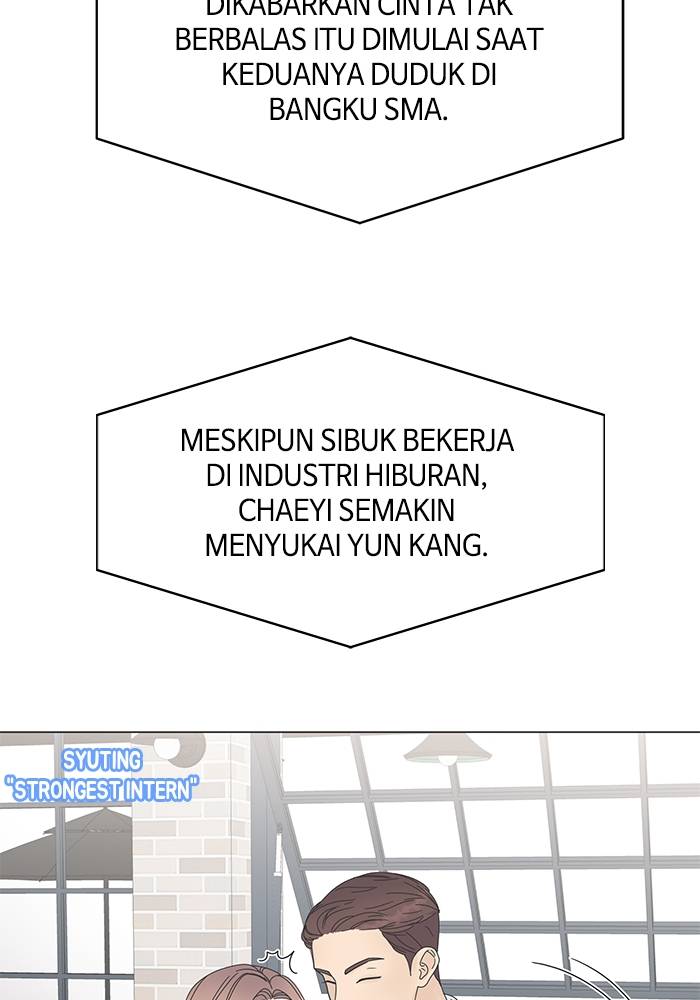 DIKABARKAN CINTA TAK
BERBALAS ITU DIMULAI SAAT
KEDUANYA DUDUK DI
BANGKU SMA.
MESKIPUN SIBUK BEKERJA
DI INDUSTRI HIBURAN,
CHAEYI SEMAKIN
MENYUKAI YUN KANG.
SYUTING
"STRONGEST INTERN"